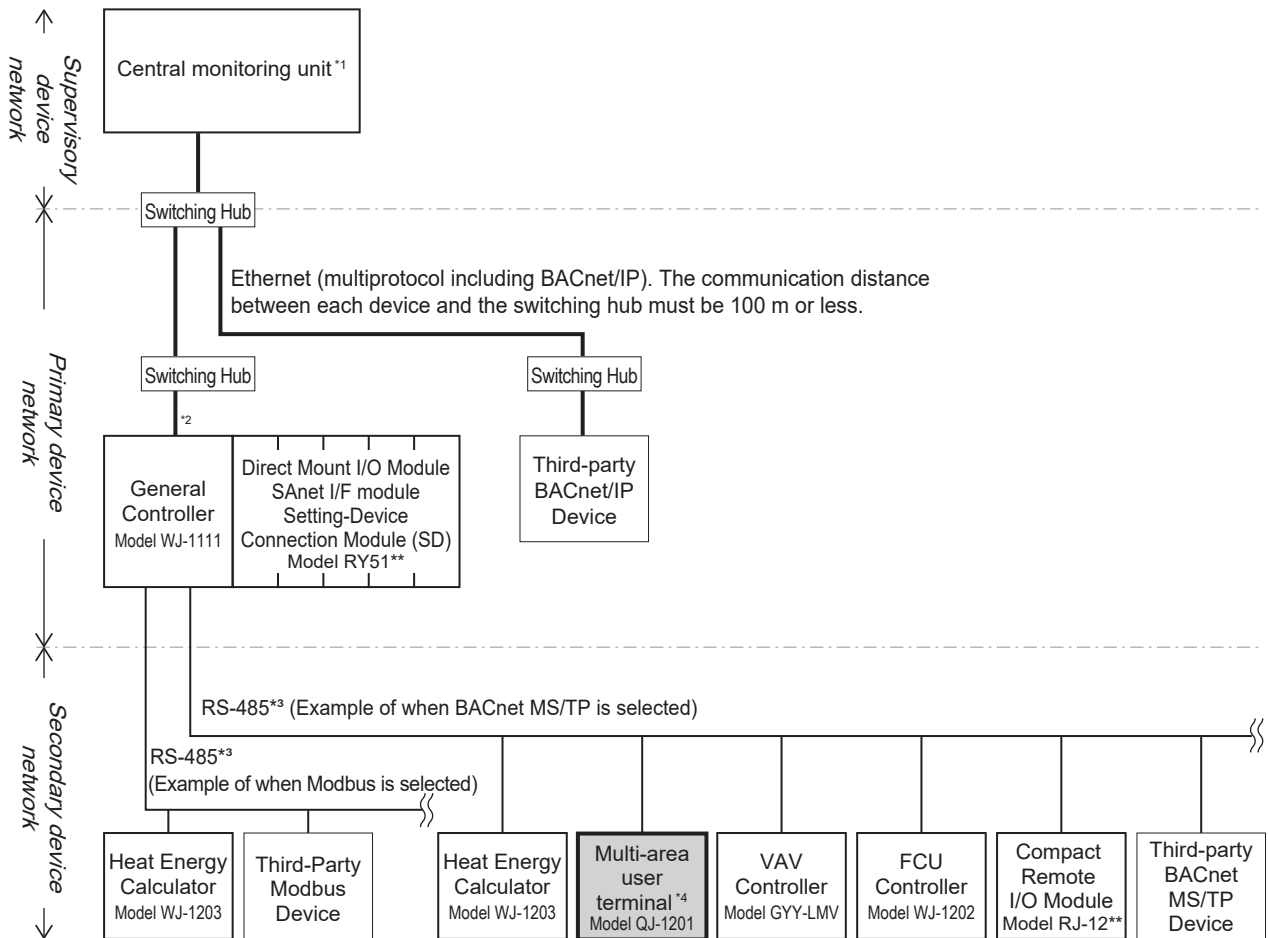 Supervisory
device
network
Central monitoring unit *1
Switching Hub
Ethernet (multiprotocol including BACnet/IP). The communication distance
between each device and the switching hub must be 100 m or less.
Primary device
network
Switching Hub
Switching Hub
*2
General
Controller
Model WJ-1111
Direct Mount I/O Module
SAnet I/F module
Setting-Device
Connection Module (SD)
Model RY51**
Third-party
BACnet/IP
Device
Secondary device
network
RS-485*³ (Example of when BACnet MS/TP is selected)
RS-485*³
(Example of when Modbus is selected)
Heat Energy
Calculator
Model WJ-1203
Third-Party
Modbus
Device
Heat Energy
Calculator
Model WJ-1203
Multi-area
user
terminal *4
Model QJ-1201
VAV
Controller
Model GYY-LMV
FCU
Controller
Model WJ-1202
Compact
Remote
I/O Module
Model RJ-12**
Third-party
BACnet
MS/TP
Device